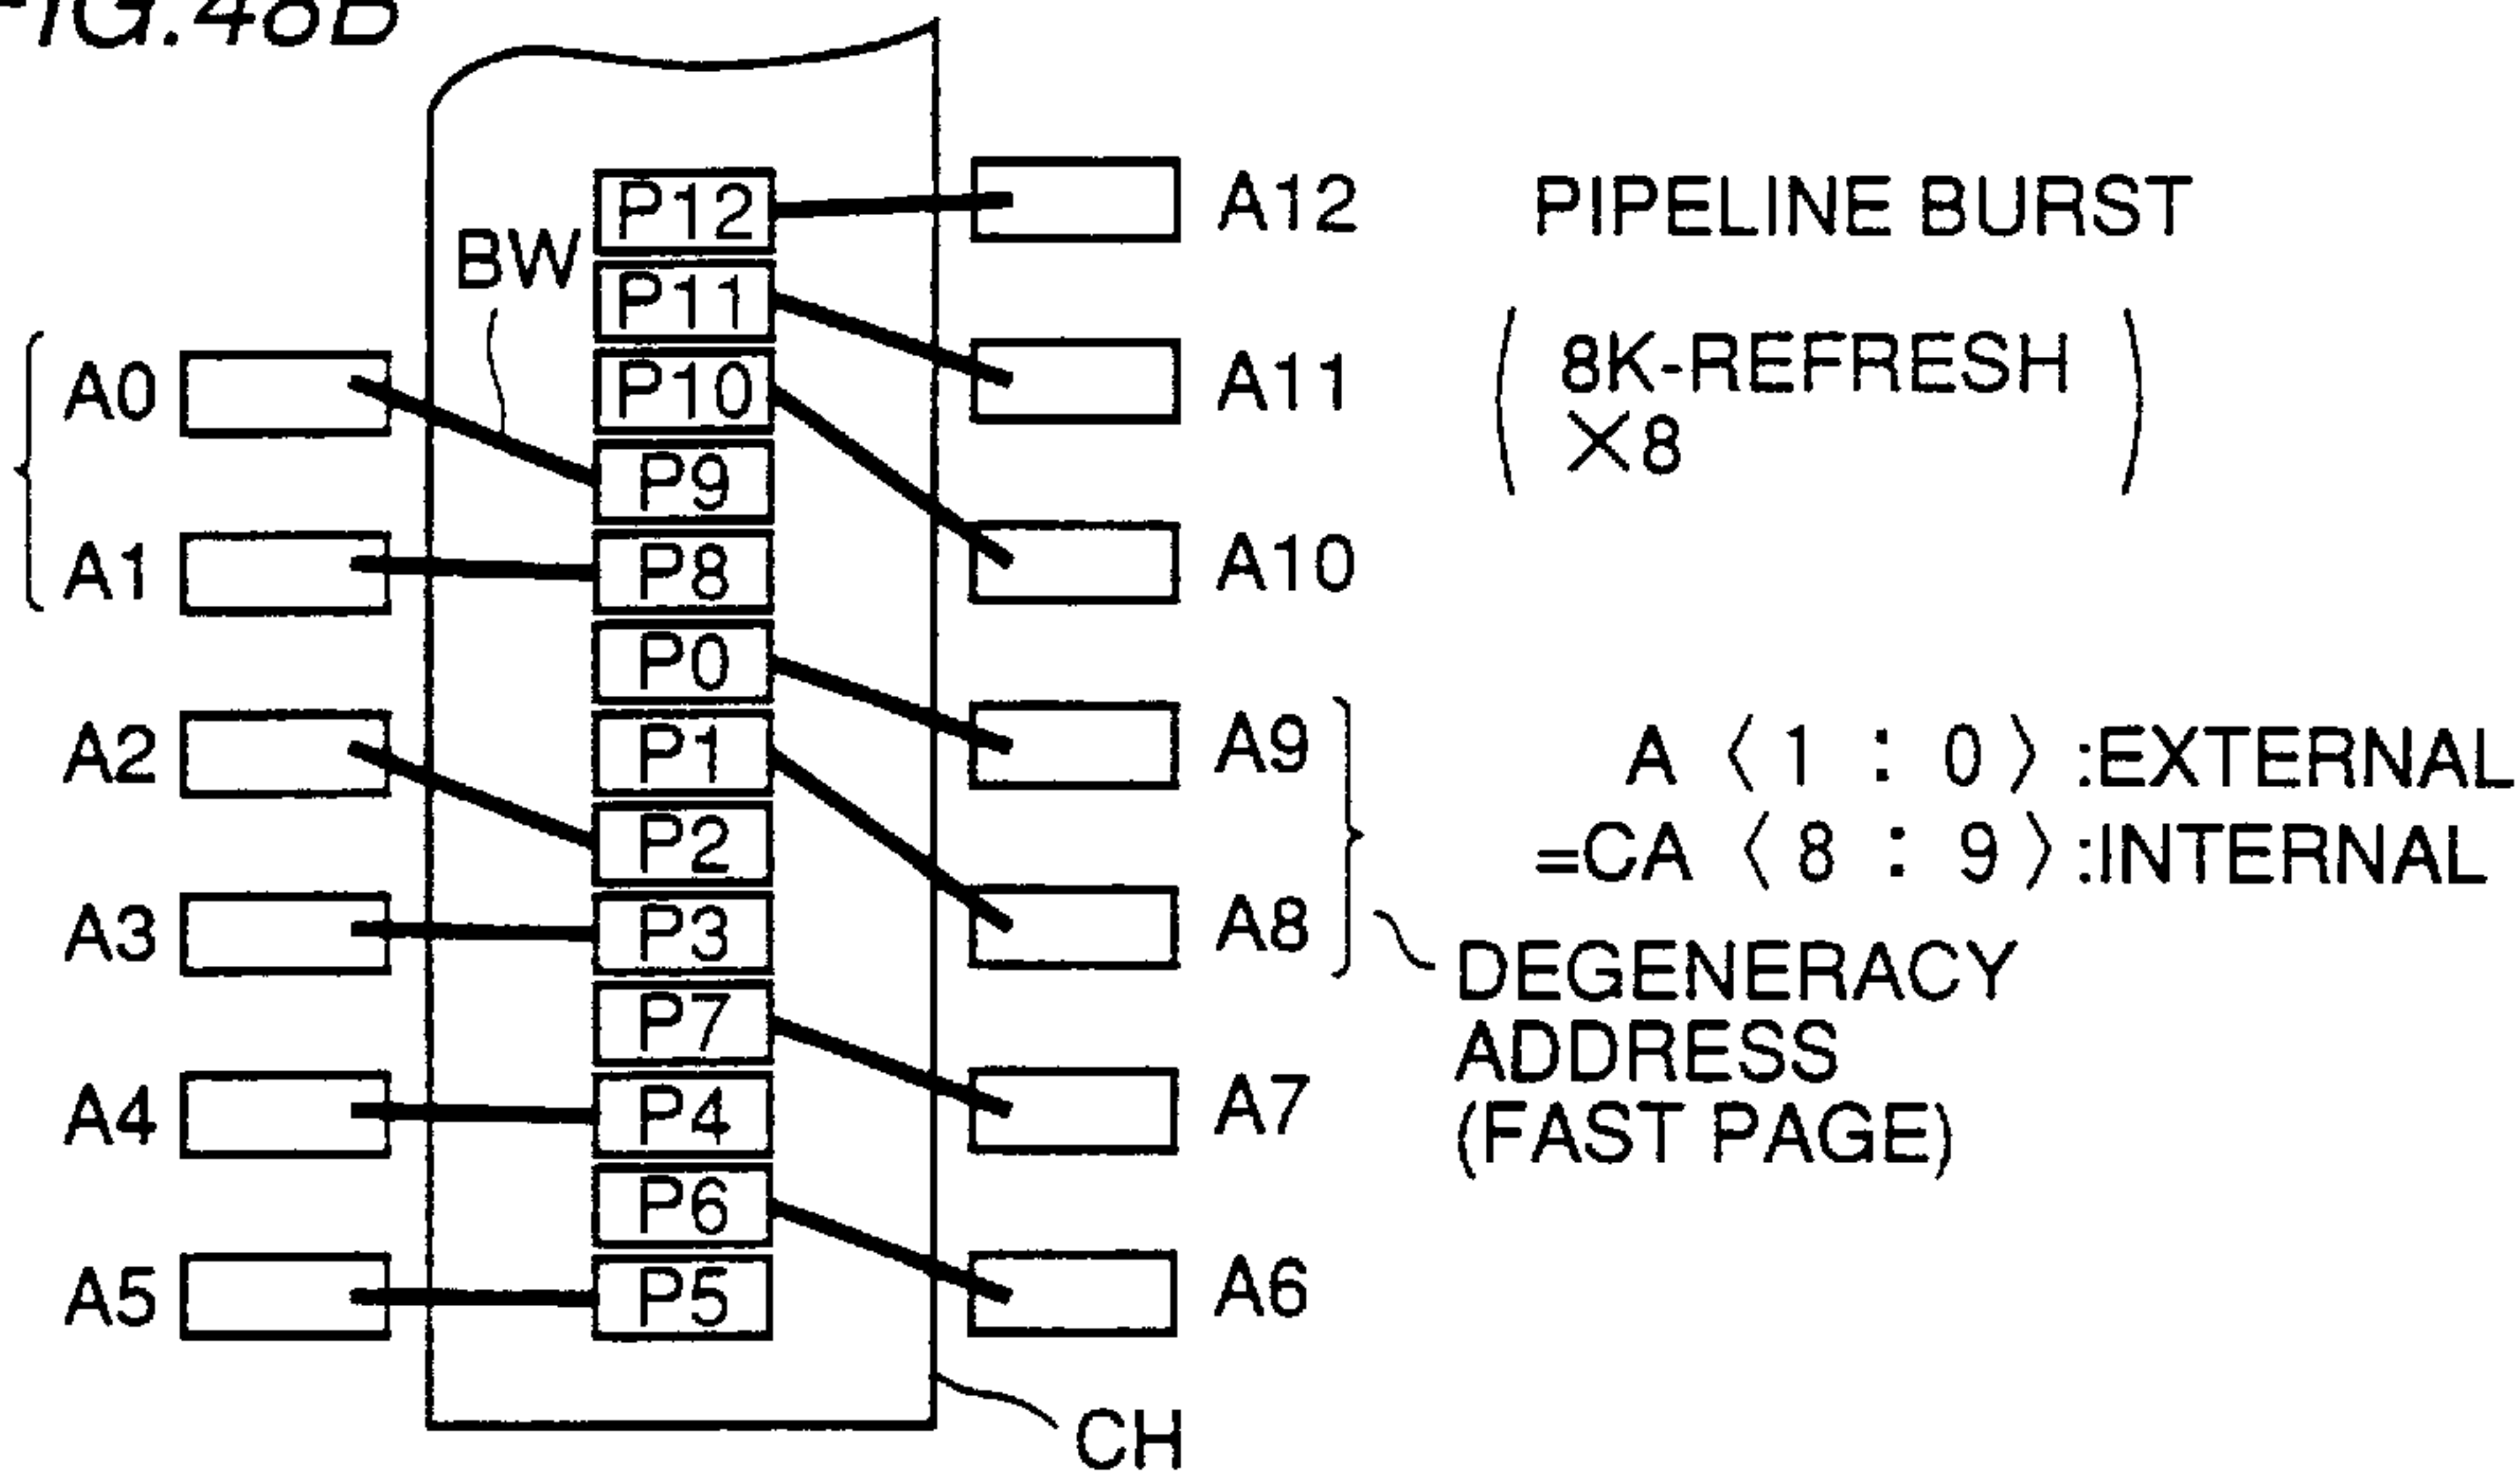 FIG.48B
BW
CH
A0
A1
A2
A3
A4
A5
P12
P11
P10
P9
P8
P0
P1
P2
P3
P7
P4
P6
P5
A12
A11
A10
A9
A8
A7
A6
PIPELINE BURST
8K-REFRESH
×8
A 〈 1 : 0 〉 :EXTERNAL
=CA 〈 8 : 9 〉 :INTERNAL
DEGENERACY
ADDRESS
(FAST PAGE)